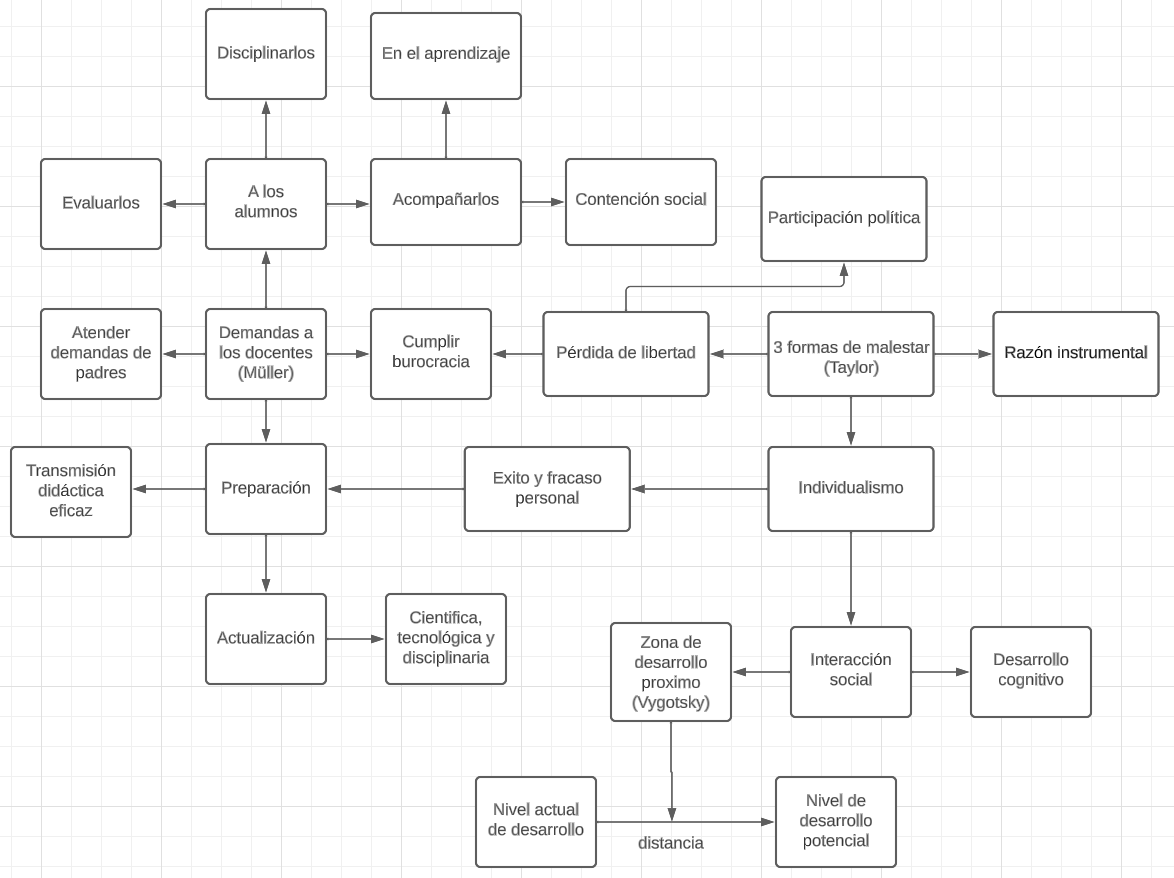 Disciplinarlos
En el aprendizaje
Evaluarlos
A los
alumnos
Acompañarlos
Contención social
Participación política
Atender
demandas de
padres
Demandas a
los docentes
(Müller)
Cumplir
burocracia
Pérdida de libertad
3 formas de malestar
(Taylor)
Razón instrumental
Transmisión
didáctica
eficaz
Preparación
Exito y fracaso
personal
Individualismo
Actualización
Cientifica,
tecnológica y
disciplinaria
Zona de
desarrollo
proximo
(Vygotsky)
Interacción
social
Desarrollo
cognitivo
Nivel actual
de desarrollo
distancia
Nivel de
desarrollo
potencial